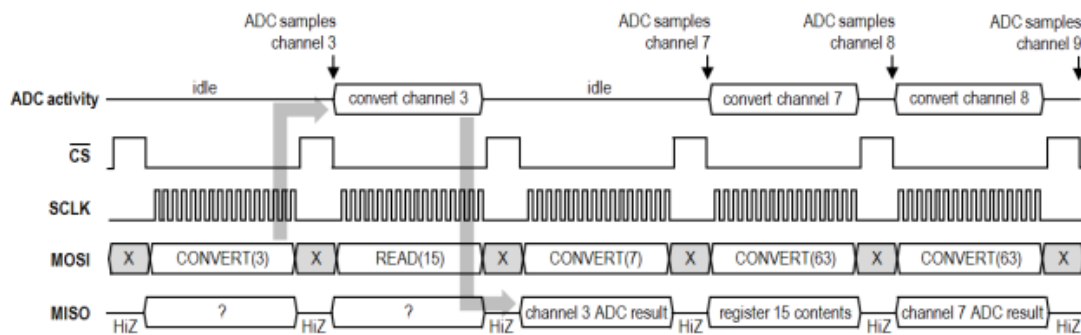 ADC samples
channel 3
ADC samples
channel 7
ADC samples
channel 8
ADC samples
channel 9
ADC activity idle convert channel 3 idle convert channel 7 convert channel 8
CS
SCLK
MOSI X CONVERT(3) X READ(15) X CONVERT(7) X CONVERT(63) X CONVERT(63) X
MISO ? ? channel 3 ADC result register 15 contents channel 7 ADC result
HiZ HiZ HiZ HiZ HiZ HiZ